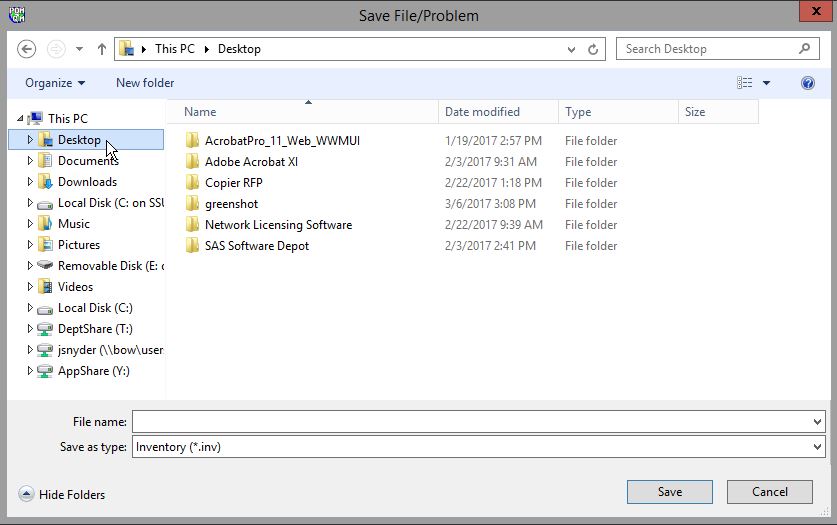 POM QM
Save File/Problem
This PC Desktop
Search Desktop
Organize New folder
This PC
Desktop
Documents
Downloads
Local Disk (C: on SSU
Music
Pictures
Removable Disk (E:
Videos
Local Disk (C:)
DeptShare (T:)
jsnyder (\\bow\users
AppShare (Y:)
Name Date modified Type Size
AcrobatPro_11_Web_WWMUI 1/19/2017 2:57 PM File folder
Adobe Acrobat XI 2/3/2017 9:31 AM File folder
Copier RFP 2/22/2017 1:18 PM File folder
greenshot 3/6/2017 3:08 PM File folder
Network Licensing Software 2/22/2017 9:39 AM File folder
SAS Software Depot 2/3/2017 2:41 PM File folder
File name:
Save as type: Inventory (*.inv)
Hide Folders Save Cancel